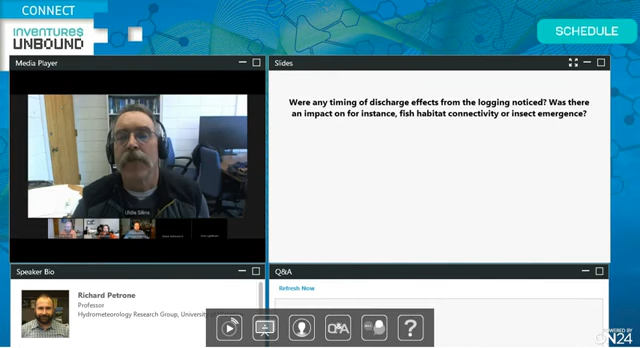 CONNECT
INVENTURES
UNBOUND
SCHEDULE
Media Player
Slides
Were any timing of discharge effects from the logging noticed? Was there
an impact on for instance, fish habitat connectivity or insect emergence?
Speaker Bio
Q&A
Richard Petrone
Professor
Hydrometeorology Research Group, University
Refresh Now
Q&A
?
POWERED BY
ON24